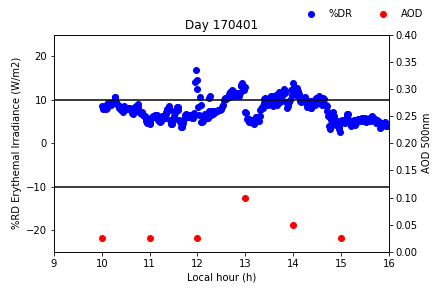 %DR AOD
Day 170401
%RD Erythemal Irradiance (W/m2)
20
10
0
−10
−20
0.40
0.35
0.30
0.25
0.20
0.15
0.10
0.05
0.00
AOD 500nm
9 10 11 12 13 14 15 16
Local hour (h)